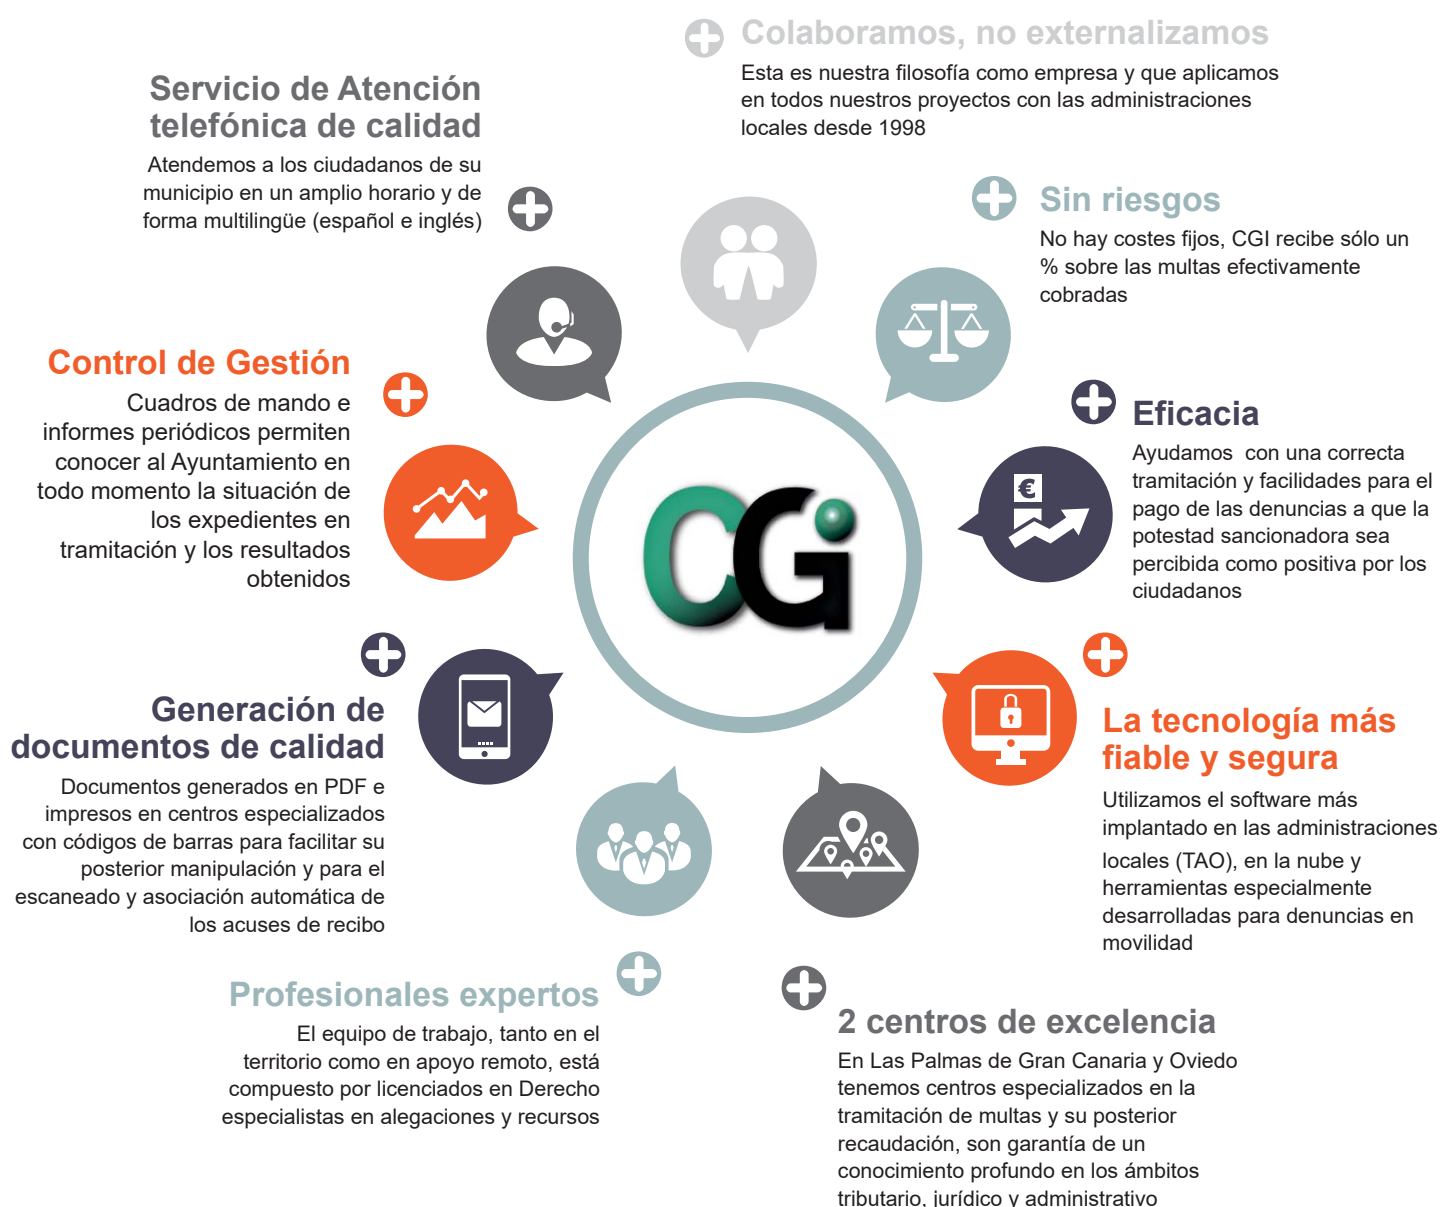 Colaboramos, no externalizamos
Esta es nuestra filosofía como empresa y que aplicamos
en todos nuestros proyectos con las administraciones
locales desde 1998
Servicio de Atención
telefónica de calidad
Atendemos a los ciudadanos de su
municipio en un amplio horario y de
forma multilingüe (español e inglés)
Sin riesgos
No hay costes fijos, CGI recibe sólo un
% sobre las multas efectivamente
cobradas
Control de Gestión
Cuadros de mando e
informes periódicos permiten
conocer al Ayuntamiento en
todo momento la situación de
los expedientes en
tramitación y los resultados
obtenidos
Eficacia
Ayudamos  con una correcta
tramitación y facilidades para el
pago de las denuncias a que la
potestad sancionadora sea
percibida como positiva por los
ciudadanos
€
CGi
Generación de
documentos de calidad
Documentos generados en PDF e
impresos en centros especializados
con códigos de barras para facilitar su
posterior manipulación y para el
escaneado y asociación automática de
los acuses de recibo
La tecnología más
fiable y segura
Utilizamos el software más
implantado en las administraciones
locales (TAO), en la nube y
herramientas especialmente
desarrolladas para denuncias en
movilidad
Profesionales expertos
El equipo de trabajo, tanto en el
territorio como en apoyo remoto, está
compuesto por licenciados en Derecho
especialistas en alegaciones y recursos
2 centros de excelencia
En Las Palmas de Gran Canaria y Oviedo
tenemos centros especializados en la
tramitación de multas y su posterior
recaudación, son garantía de un
conocimiento profundo en los ámbitos
tributario, jurídico y administrativo